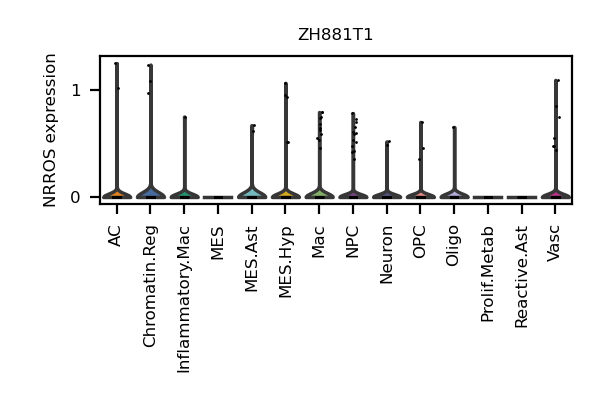 ZH881T1
NRROS expression
1
0
AC
Chromatin.Reg
Inflammatory.Mac
MES
MES.Ast
MES.Hyp
Mac
NPC
Neuron
OPC
Oligo
Prolif.Metab
Reactive.Ast
Vasc